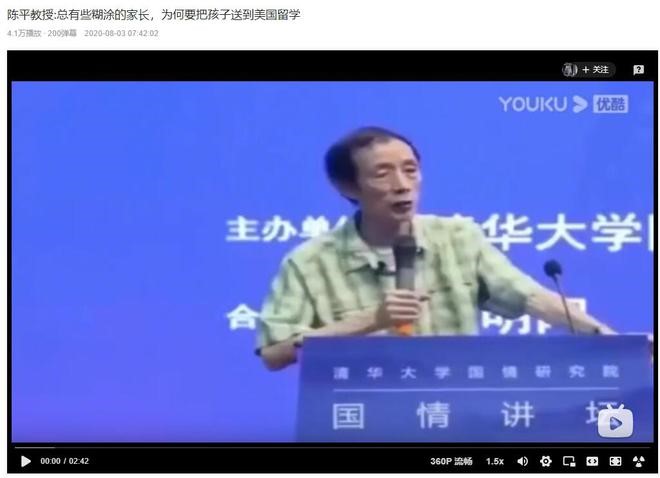 陈平教授:总有些糊涂的家长，为何要把孩子送到美国留学
4.1万播放 · 200弹幕 2020-08-03 07:42:02
+ 关注
YOUKU 优酷
主办单 清华大学
合
清华大学国情研究院
国情讲坛
00:00 / 02:42
360P 流畅 1.5x